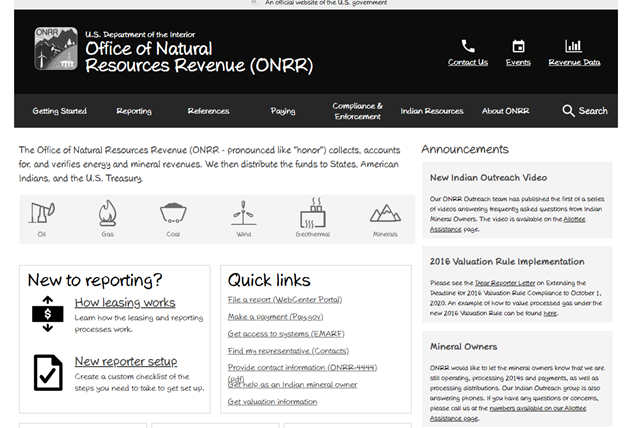 An official website of the U.S. government
ONRR
U.S. Department of the Interior
Office of Natural
Resources Revenue (ONRR)
Contact Us
Events
Revenue Data
Getting Started
Reporting
References
Paying
Compliance &
Enforcement
Indian Resources
About ONRR
Search
The Office of Natural Resources Revenue (ONRR - pronounced like "honor") collects, accounts
for, and verifies energy and mineral revenues. We then distribute the funds to States, American
Indians, and the U.S. Treasury.
Oil
Gas
Coal
Wind
Geothermal
Minerals
New to reporting?
How leasing works
Learn how the leasing and reporting
processes work.
New reporter setup
Create a custom checklist of the
steps you need to take to get set up.
Quick links
File a report (WebCenter Portal)
Make a payment (Pay.gov)
Get access to systems (EMARF)
Find my representative (Contacts)
Provide contact information (ONRR-4444)
(pdf)
Get help as an Indian mineral owner
Get valuation information
Announcements
New Indian Outreach Video
Our ONRR Outreach team has published the first of a series
of videos answering frequently asked questions from Indian
Mineral Owners. The video is available on the Allottee
Assistance page.
2016 Valuation Rule Implementation
Please see the Dear Reporter Letter on Extending the
Deadline for 2016 Valuation Rule Compliance to October 1,
2020. An example of how to value processed gas under the
new 2016 Valuation Rule can be found here.
Mineral Owners
ONRR would like to let the mineral owners know that we are
still operating, processing 2014s and payments, as well as
processing distributions. Our Indian Outreach group is also
answering phones. If you have any questions or concerns,
please call us at the numbers available on our Allottee
Assistance page.